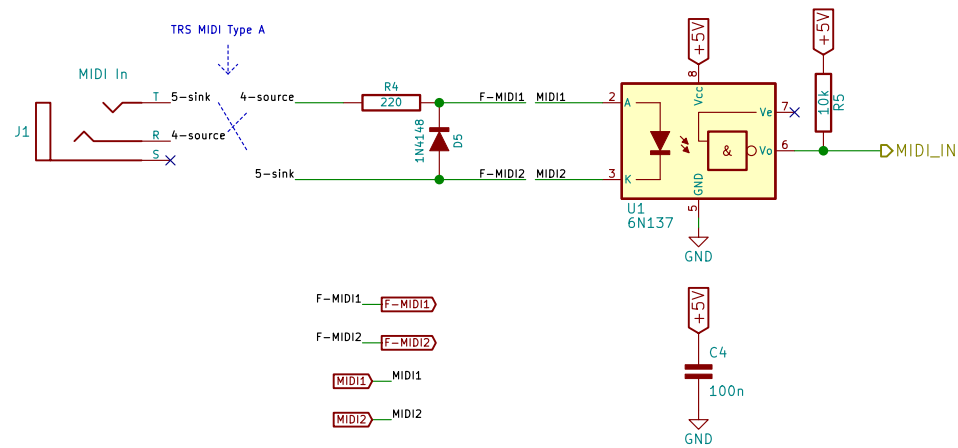 TRS MIDI Type A
MIDI In
J1
T
5-sink
4-source
R
4-source
S
5-sink
R4
220
1N4148
D5
F-MIDI1
MIDI1
F-MIDI2
MIDI2
+5V
8
Vcc
2
A
3
K
&
Ve
7
Vo
6
GND
5
U1
6N137
GND
+5V
10k
R5
MIDI_IN
F-MIDI1
F-MIDI1
F-MIDI2
F-MIDI2
MIDI1
MIDI1
MIDI2
MIDI2
+5V
C4
100n
GND